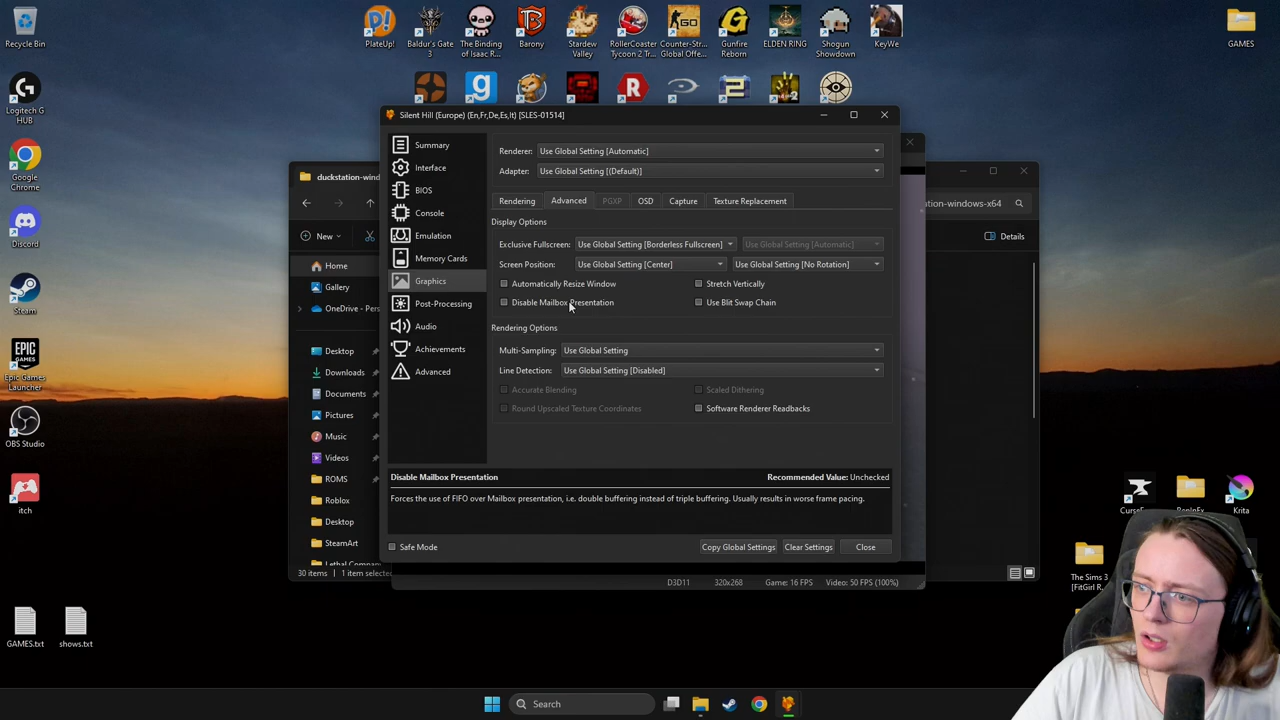 Recycle Bin
PlateUp!
Baldur's Gate 3
The Binding of Isaac R...
Barony
Stardew Valley
RollerCoaster Tycoon 2 Tr...
Counter-Str... Global Offe...
Gunfire Reborn
ELDEN RING
Shogun Showdown
KeyWe
GAMES
Logitech G HUB
Google Chrome
Discord
Steam
Epic Games Launcher
OBS Studio
itch
GAMES.txt
shows.txt
duckstation-win
New
Home
Gallery
OneDrive - Pers
Desktop
Downloads
Documents
Pictures
Music
Videos
ROMS
Roblox
Desktop
SteamArt
Lethal Compan
30 items
1 item selected
ation-windows-x64
Details
Silent Hill (Europe) (En,Fr,De,Es,It) [SLES-01514]
Summary
Interface
BIOS
Console
Emulation
Memory Cards
Graphics
Post-Processing
Audio
Achievements
Advanced
Renderer: Use Global Setting [Automatic]
Adapter: Use Global Setting [(Default)]
Rendering Advanced PGXP OSD Capture Texture Replacement
Display Options
Exclusive Fullscreen: Use Global Setting [Borderless Fullscreen] Use Global Setting [Automatic]
Screen Position: Use Global Setting [Center] Use Global Setting [No Rotation]
Automatically Resize Window Stretch Vertically
Disable Mailbox Presentation Use Blit Swap Chain
Rendering Options
Multi-Sampling: Use Global Setting
Line Detection: Use Global Setting [Disabled]
Accurate Blending Scaled Dithering
Round Upscaled Texture Coordinates Software Renderer Readbacks
Disable Mailbox Presentation Recommended Value: Unchecked
Forces the use of FIFO over Mailbox presentation, i.e. double buffering instead of triple buffering. Usually results in worse frame pacing.
Safe Mode Copy Global Settings Clear Settings Close
D3D11 320x268 Game: 16 FPS Video: 50 FPS (100%)
Krita
The Sims 3 [FitGirl R...
Search